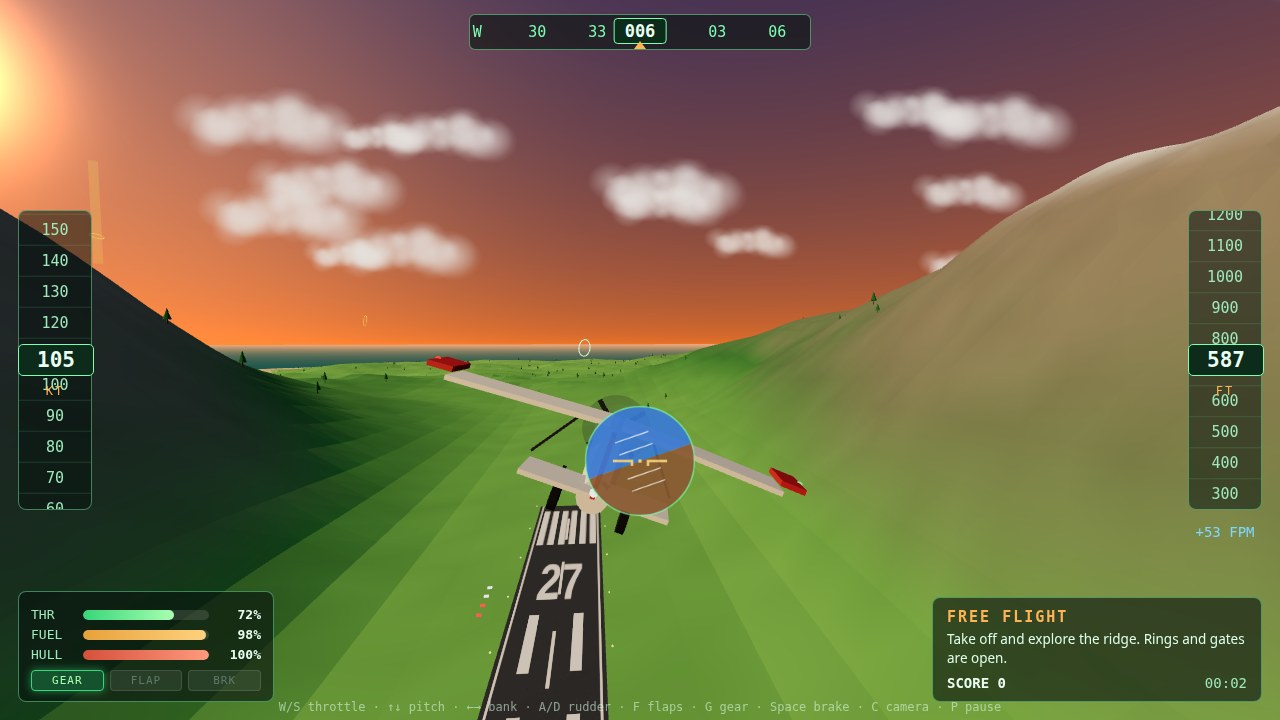 W 30 33 006 03 06
150
140
130
120
105
100
KT
90
80
70
60
1200
1100
1000
900
800
587
FT
600
500
400
300
+53 FPM
27
THR 72%
FUEL 98%
HULL 100%
GEAR FLAP BRK
FREE FLIGHT
Take off and explore the ridge. Rings and gates
are open.
SCORE 0 00:02
W/S throttle · ↑↓ pitch · ←→ bank · A/D rudder · F flaps · G gear · Space brake · C camera · P pause